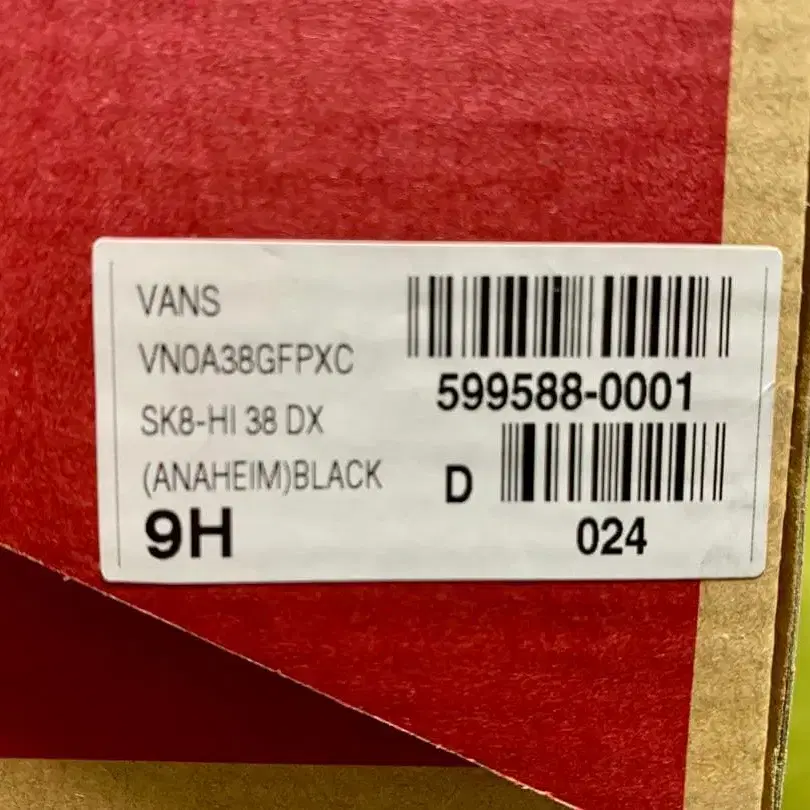 VANS
VN0A38GFPXC
SK8-HI 38 DX
(ANAHEIM)BLACK
9H
599588-0001
D
024